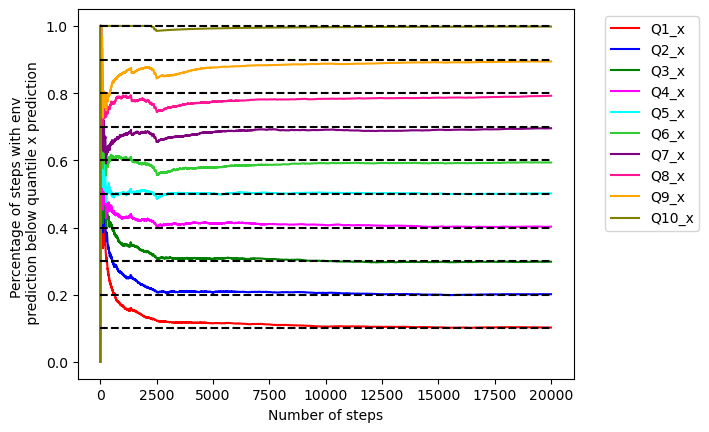 Percentage of steps with env
prediction below quantile x prediction
1.0
0.8
0.6
0.4
0.2
0.0
0
2500
5000
7500
10000
12500
15000
17500
20000
Number of steps
Q1_x
Q2_x
Q3_x
Q4_x
Q5_x
Q6_x
Q7_x
Q8_x
Q9_x
Q10_x